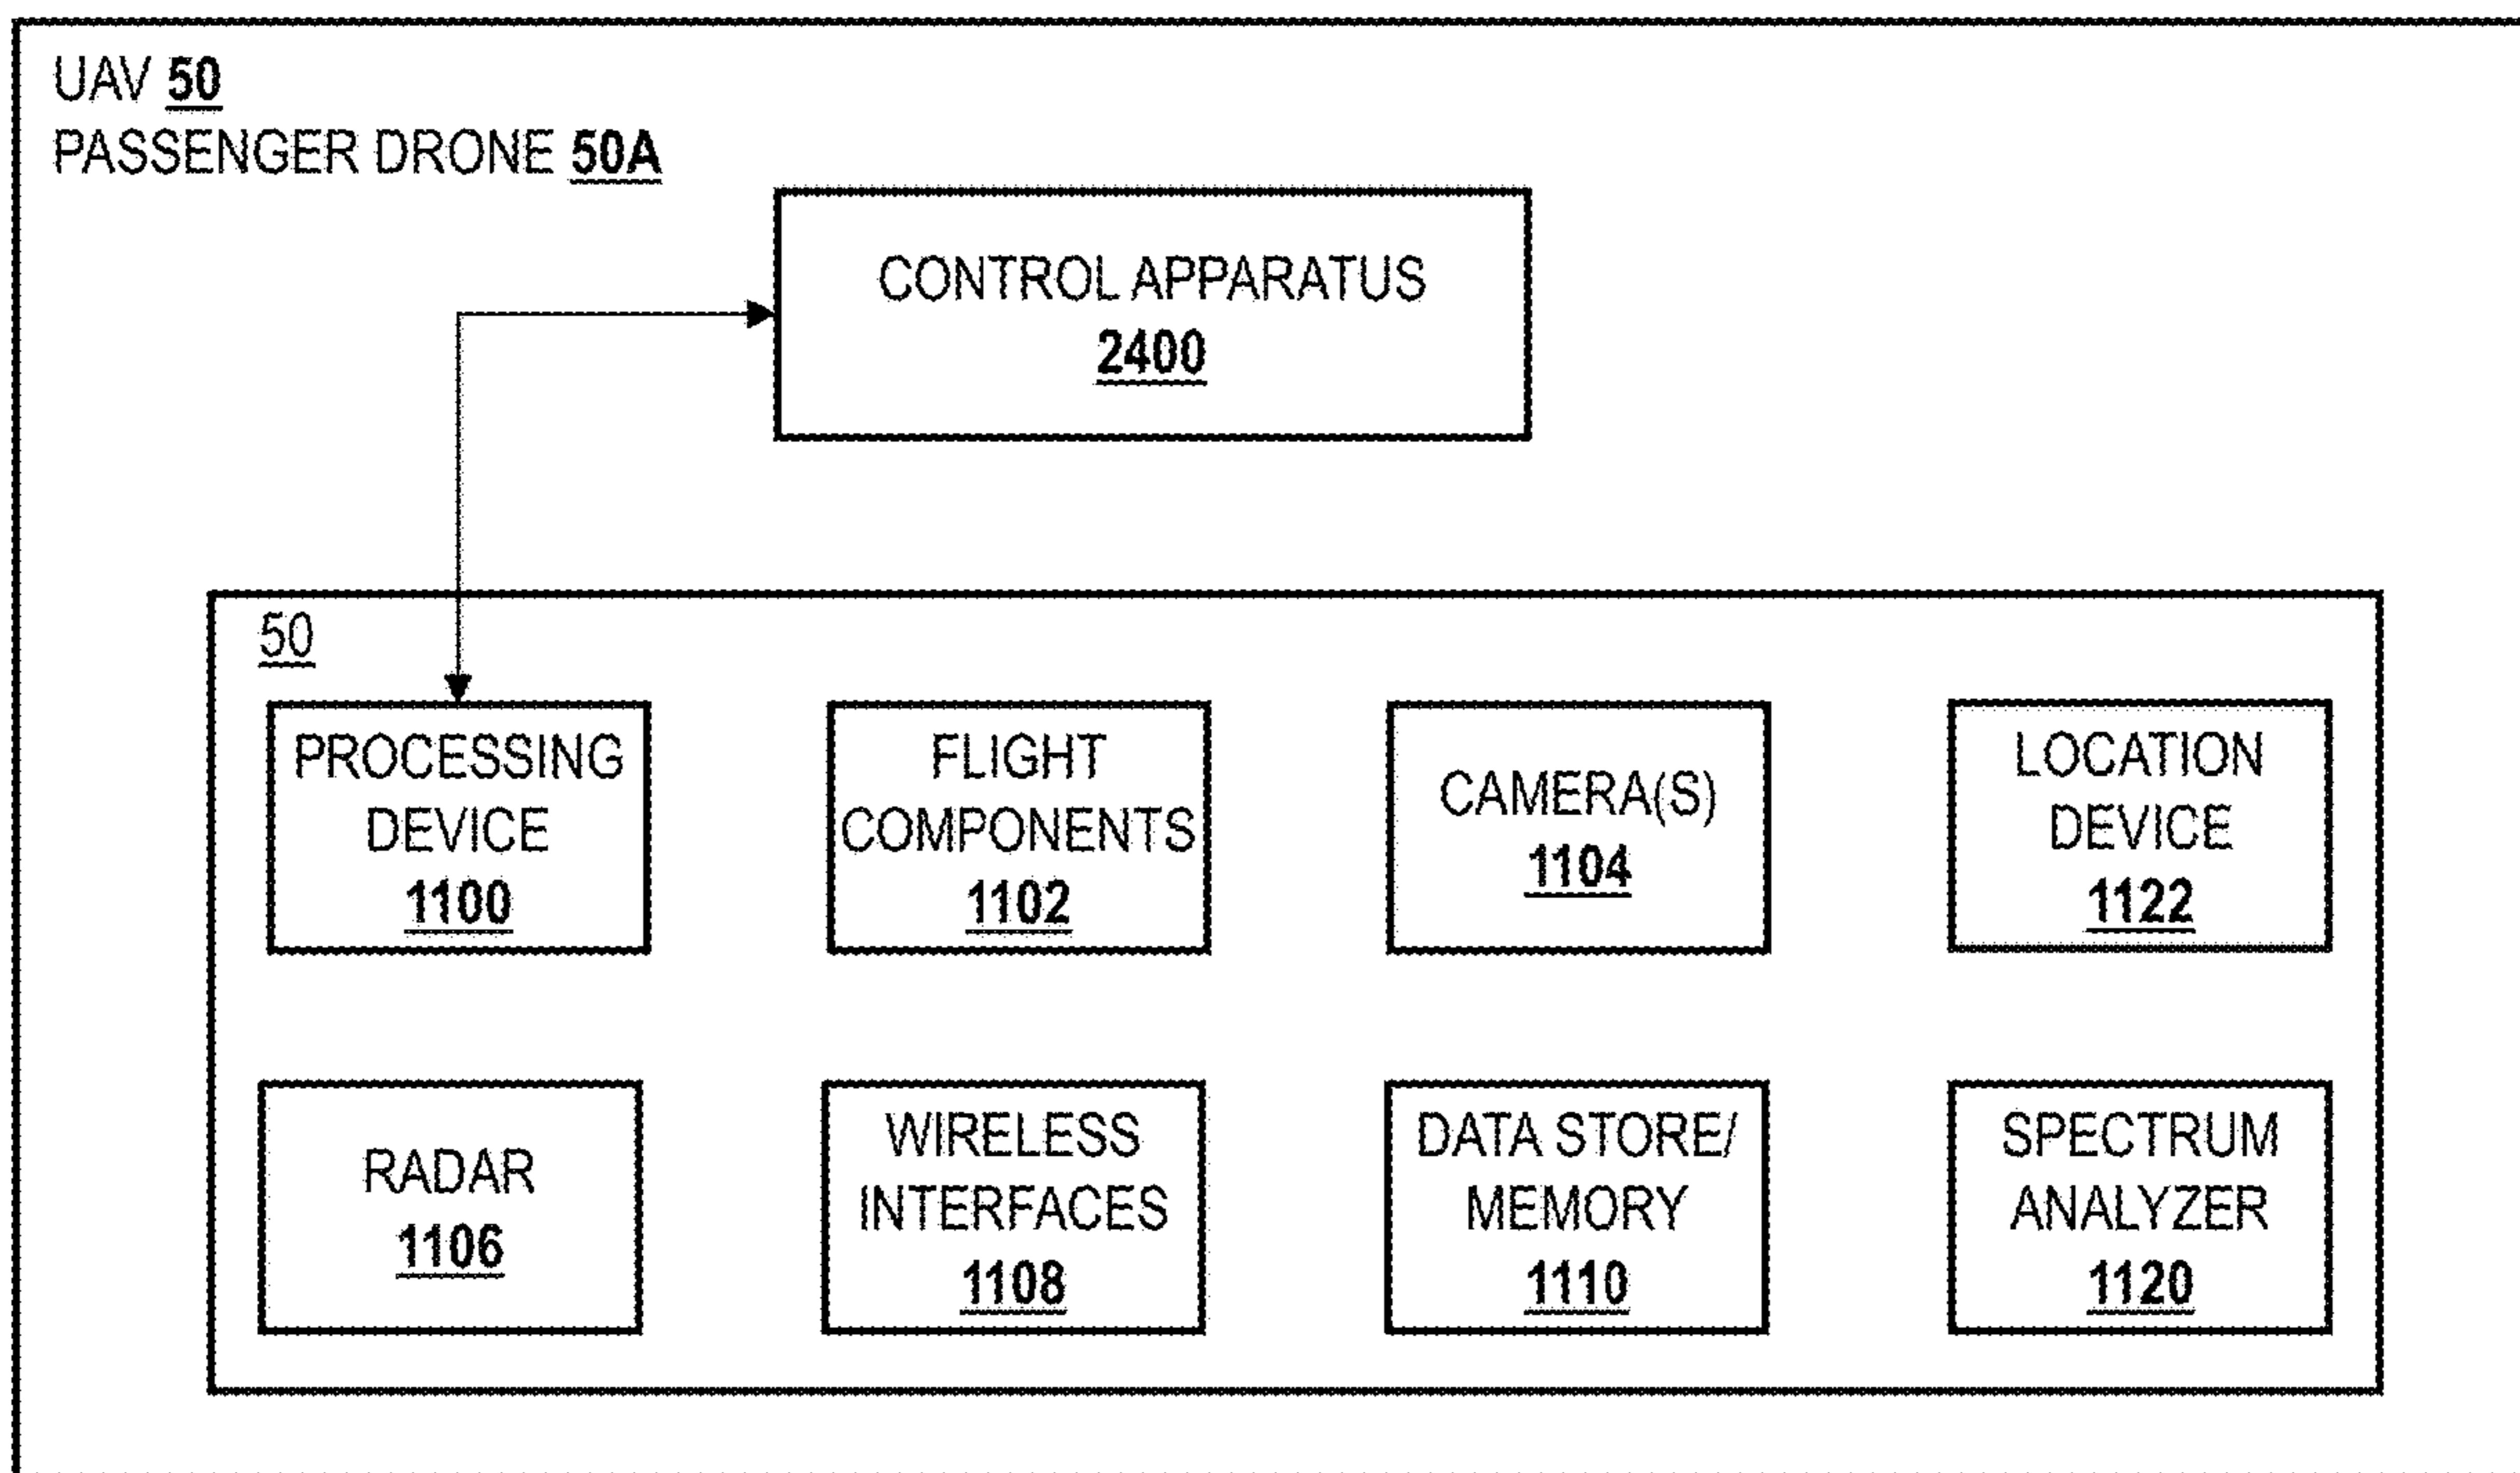 UAV 50
PASSENGER DRONE 50A
CONTROL APPARATUS
2400
50
PROCESSING
DEVICE
1100
FLIGHT
COMPONENTS
1102
CAMERA(S)
1104
LOCATION
DEVICE
1122
RADAR
1106
WIRELESS
INTERFACES
1108
DATA STORE/
MEMORY
1110
SPECTRUM
ANALYZER
1120